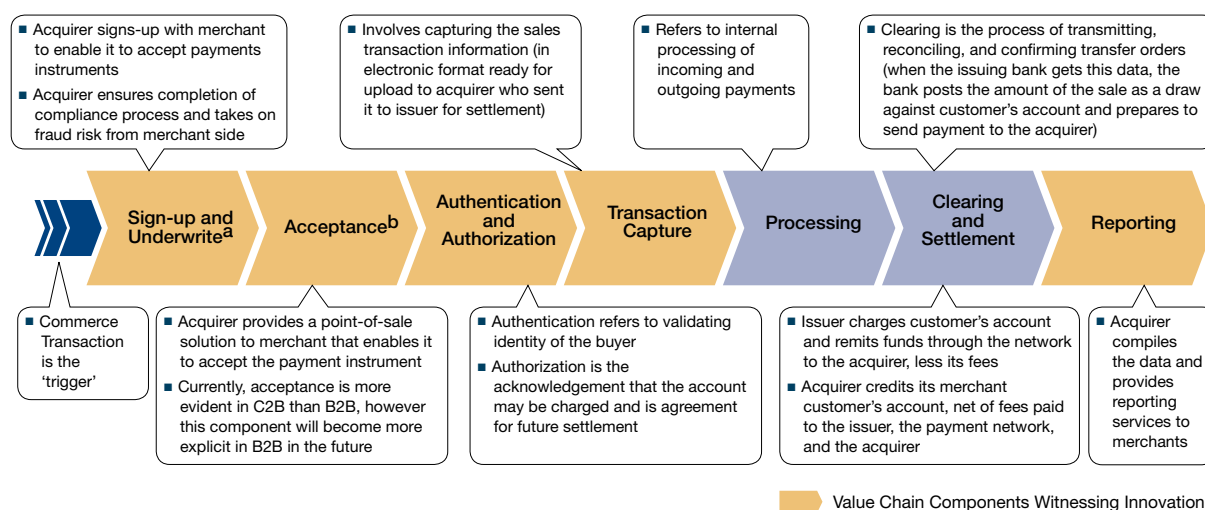 ■ Acquirer signs-up with merchant
to enable it to accept payments
instruments
■ Acquirer ensures completion of
compliance process and takes on
fraud risk from merchant side
■ Involves capturing the sales
transaction information (in
electronic format ready for
upload to acquirer who sent
it to issuer for settlement)
■ Refers to internal
processing of
incoming and
outgoing payments
■ Clearing is the process of transmitting,
reconciling, and confirming transfer orders
(when the issuing bank gets this data, the
bank posts the amount of the sale as a draw
against customer’s account and prepares to
send payment to the acquirer)
Sign-up and
Underwriteᵃ
Acceptanceᵇ
Authentication
and
Authorization
Transaction
Capture
Processing
Clearing
and
Settlement
Reporting
■ Commerce
Transaction
is the
‘trigger’
■ Acquirer provides a point-of-sale
solution to merchant that enables it
to accept the payment instrument
■ Currently, acceptance is more
evident in C2B than B2B, however
this component will become more
explicit in B2B in the future
■ Authentication refers to validating
identity of the buyer
■ Authorization is the
acknowledgement that the account
may be charged and is agreement
for future settlement
■ Issuer charges customer’s account
and remits funds through the network
to the acquirer, less its fees
■ Acquirer credits its merchant
customer’s account, net of fees paid
to the issuer, the payment network,
and the acquirer
■ Acquirer
compiles
the data and
provides
reporting
services to
merchants
Value Chain Components Witnessing Innovation